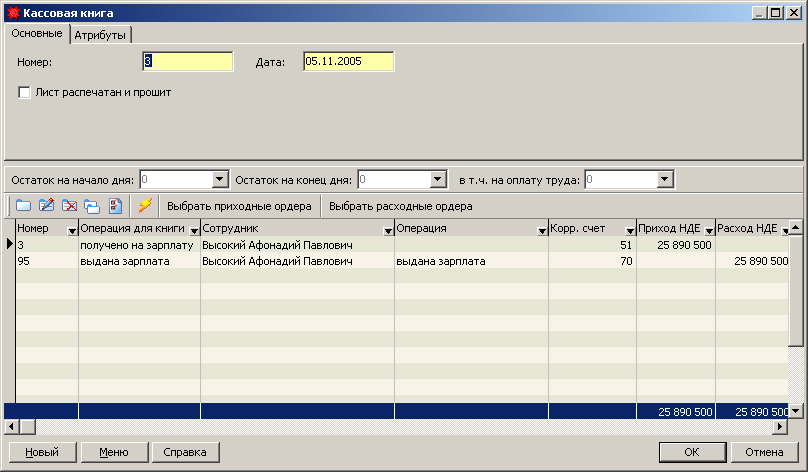 Кассовая книга
Основные Атрибуты
Номер: 3 Дата: 05.11.2005
Лист распечатан и прошит
Остаток на начало дня: 0 Остаток на конец дня: 0 в т.ч. на оплату труда: 0
Выбрать приходные ордера Выбрать расходные ордера
Номер Операция для книги Сотрудник Операция Корр. счет Приход НДЕ Расход НДЕ
3 получено на зарплату Высокий Афонадий Павлович 51 25 890 500
95 выдана зарплата Высокий Афонадий Павлович выдана зарплата 70 25 890 500
25 890 500 25 890 500
Новый Меню Справка OK Отмена